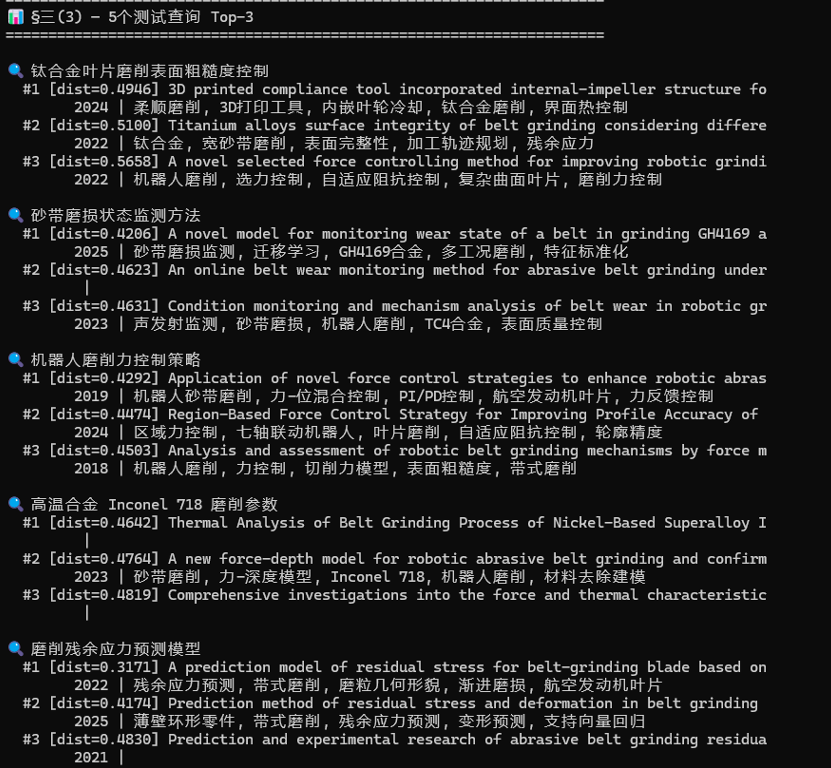 📊 §三(3) — 5个测试查询 Top-3
🔍 钛合金叶片磨削表面粗糙度控制
#1 [dist=0.4946] 3D printed compliance tool incorporated internal-impeller structure fo
2024 | 柔顺磨削, 3D打印工具, 内嵌叶轮冷却, 钛合金磨削, 界面热控制
#2 [dist=0.5100] Titanium alloys surface integrity of belt grinding considering differe
2022 | 钛合金, 宽砂带磨削, 表面完整性, 加工轨迹规划, 残余应力
#3 [dist=0.5658] A novel selected force controlling method for improving robotic grindi
2022 | 机器人磨削, 选力控制, 自适应阻抗控制, 复杂曲面叶片, 磨削力控制
🔍 砂带磨损状态监测方法
#1 [dist=0.4206] A novel model for monitoring wear state of a belt in grinding GH4169 a
2025 | 砂带磨损监测, 迁移学习, GH4169合金, 多工况磨削, 特征标准化
#2 [dist=0.4623] An online belt wear monitoring method for abrasive belt grinding under
|
#3 [dist=0.4631] Condition monitoring and mechanism analysis of belt wear in robotic gr
2023 | 声发射监测, 砂带磨损, 机器人磨削, TC4合金, 表面质量控制
🔍 机器人磨削力控制策略
#1 [dist=0.4292] Application of novel force control strategies to enhance robotic abras
2019 | 机器人砂带磨削, 力-位混合控制, PI/PD控制, 航空发动机叶片, 力反馈控制
#2 [dist=0.4474] Region-Based Force Control Strategy for Improving Profile Accuracy of
2024 | 区域力控制, 七轴联动机器人, 叶片磨削, 自适应阻抗控制, 轮廓精度
#3 [dist=0.4503] Analysis and assessment of robotic belt grinding mechanisms by force m
2018 | 机器人磨削, 力控制, 切削力模型, 表面粗糙度, 带式磨削
🔍 高温合金 Inconel 718 磨削参数
#1 [dist=0.4642] Thermal Analysis of Belt Grinding Process of Nickel-Based Superalloy I
|
#2 [dist=0.4764] A new force-depth model for robotic abrasive belt grinding and confirm
2023 | 砂带磨削, 力-深度模型, Inconel 718, 机器人磨削, 材料去除建模
#3 [dist=0.4819] Comprehensive investigations into the force and thermal characteristic
|
🔍 磨削残余应力预测模型
#1 [dist=0.3171] A prediction model of residual stress for belt-grinding blade based on
2022 | 残余应力预测, 带式磨削, 磨粒几何形貌, 渐进磨损, 航空发动机叶片
#2 [dist=0.4174] Prediction method of residual stress and deformation in belt grinding
2025 | 薄壁环形零件, 带式磨削, 残余应力预测, 变形预测, 支持向量回归
#3 [dist=0.4830] Prediction and experimental research of abrasive belt grinding residua
2021 |